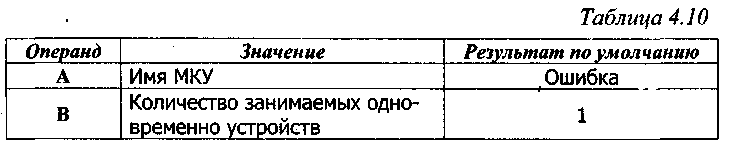 Таблица 4.10
Операнд Значение Результат по умолчанию
A Имя МКУ Ошибка
B Количество занимаемых одно-
временно устройств 1